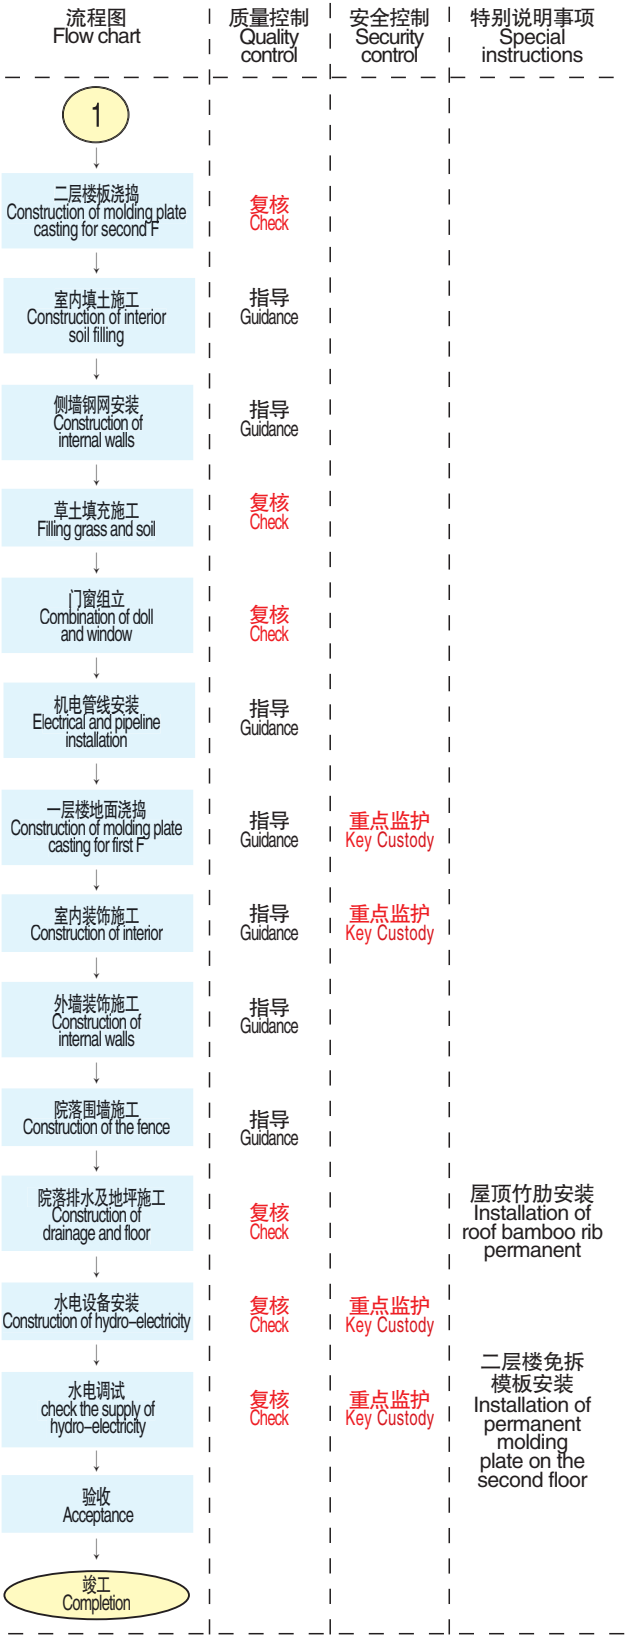 流程图
Flow chart
质量控制
Quality
control
安全控制
Security
control
特别说明事项
Special
instructions
1
二层楼板浇捣
Construction of molding plate
casting for second F
复核
Check
室内填土施工
Construction of interior
soil filling
指导
Guidance
侧墙钢网安装
Construction of
internal walls
指导
Guidance
草土填充施工
Filling grass and soil
复核
Check
门窗组立
Combination of doll
and window
复核
Check
机电管线安装
Electrical and pipeline
installation
指导
Guidance
一层楼地面浇捣
Construction of molding plate
casting for first F
指导
Guidance
重点监护
Key Custody
室内装饰施工
Construction of interior
指导
Guidance
重点监护
Key Custody
外墙装饰施工
Construction of
internal walls
指导
Guidance
院落围墙施工
Construction of the fence
指导
Guidance
院落排水及地坪施工
Construction of
drainage and floor
复核
Check
屋顶竹肋安装
Installation of
roof bamboo rib
permanent
水电设备安装
Construction of hydro-electricity
复核
Check
重点监护
Key Custody
水电调试
check the supply of
hydro-electricity
复核
Check
重点监护
Key Custody
二层楼免拆
模板安装
Installation of
permanent
molding
plate on the
second floor
验收
Acceptance
竣工
Completion